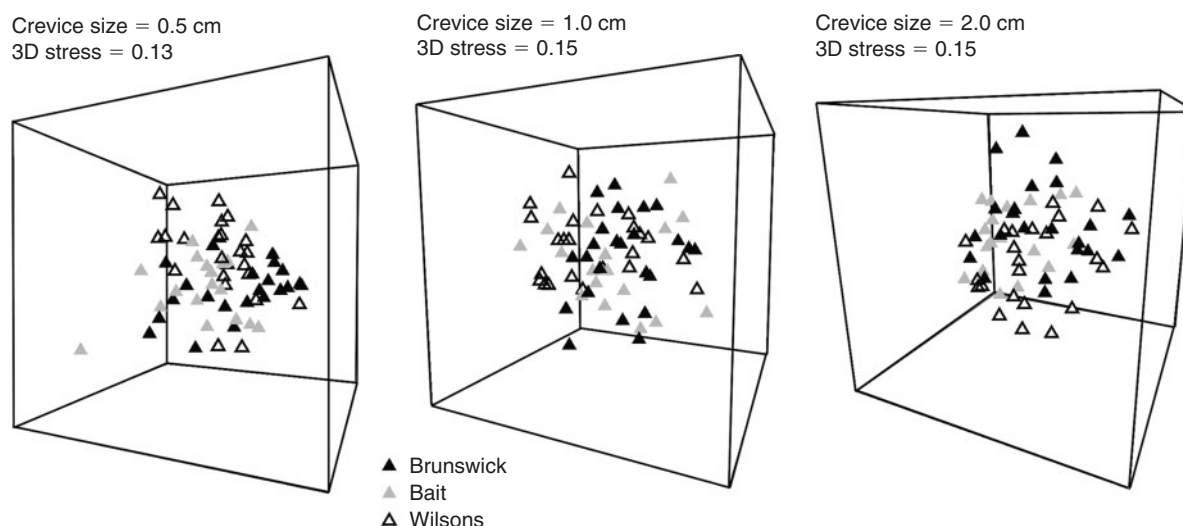 Crevice size = 0.5 cm
3D stress = 0.13
Crevice size = 1.0 cm
3D stress = 0.15
Crevice size = 2.0 cm
3D stress = 0.15
Brunswick
Bait
Wilsons